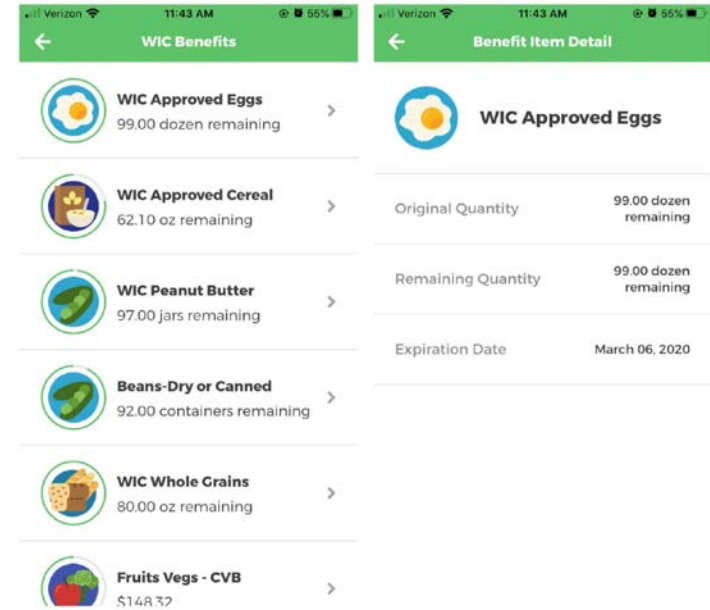 Verizon 11:43 AM 55%
WIC Benefits
WIC Approved Eggs
99.00 dozen remaining
WIC Approved Cereal
62.10 oz remaining
WIC Peanut Butter
97.00 jars remaining
Beans-Dry or Canned
92.00 containers remaining
WIC Whole Grains
80.00 oz remaining
Fruits Vegs - CVB
$148.32
Verizon 11:43 AM 55%
Benefit Item Detail
WIC Approved Eggs
Original Quantity 99.00 dozen
remaining
Remaining Quantity 99.00 dozen
remaining
Expiration Date March 06, 2020